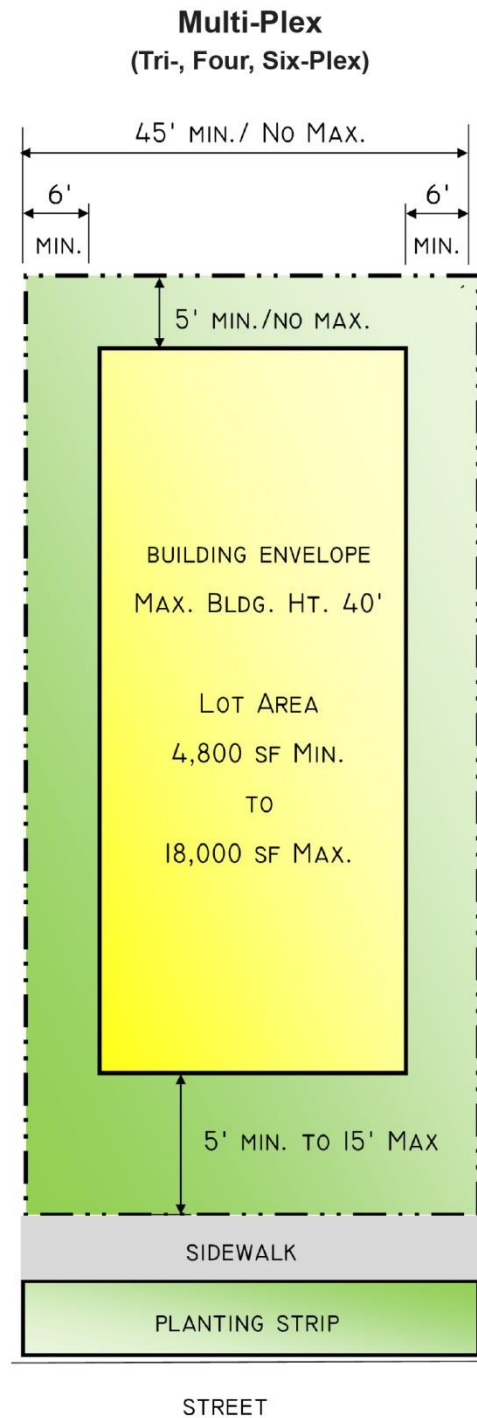 Multi-Plex
(Tri-, Four, Six-Plex)
45' MIN./ No MAX.
6' 6'
MIN. MIN.
5' MIN./NO MAX.
BUILDING ENVELOPE
MAX. BLDG. HT. 40'
LOT AREA
4,800 SF MIN.
TO
18,000 SF MAX.
5' MIN. TO 15' MAX
SIDEWALK
PLANTING STRIP
STREET